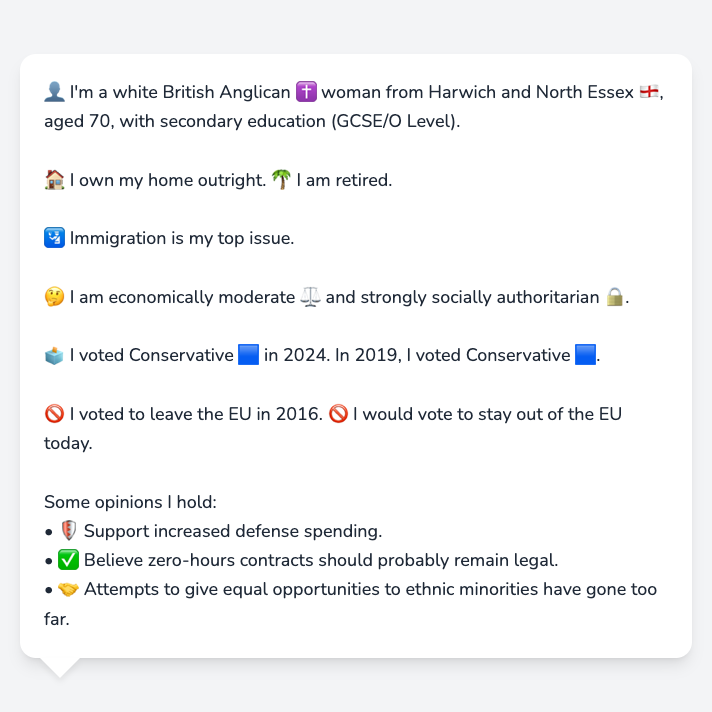 👤 I'm a white British Anglican ✝️ woman from Harwich and North Essex 🏴󠁧󠁢󠁥󠁮󠁧󠁿,
aged 70, with secondary education (GCSE/O Level).
🏠 I own my home outright. 🌴 I am retired.
🛂 Immigration is my top issue.
🤔 I am economically moderate ⚖️ and strongly socially authoritarian 🔒.
🗳️ I voted Conservative 🟦 in 2024. In 2019, I voted Conservative 🟦.
🚫 I voted to leave the EU in 2016. 🚫 I would vote to stay out of the EU
today.
Some opinions I hold:
• 🛡️ Support increased defense spending.
• ✅ Believe zero-hours contracts should probably remain legal.
• 🤝 Attempts to give equal opportunities to ethnic minorities have gone too
far.